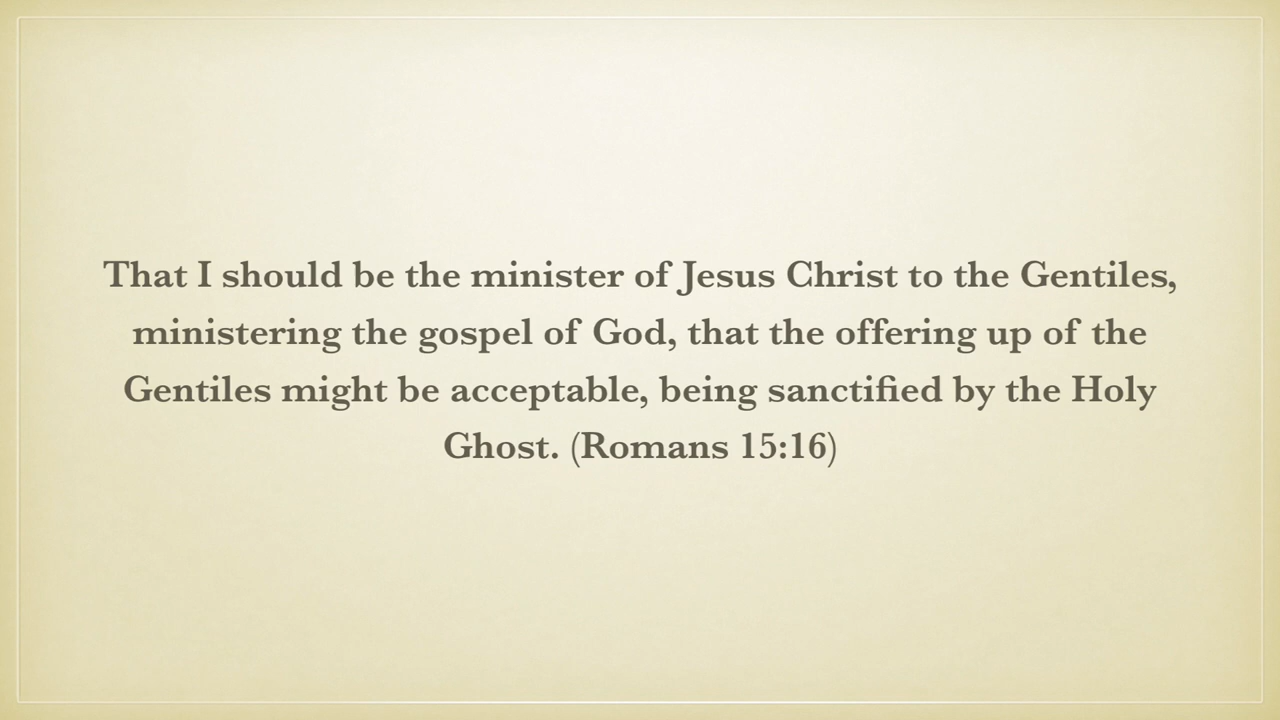 That I should be the minister of Jesus Christ to the Gentiles,
ministering the gospel of God, that the offering up of the
Gentiles might be acceptable, being sanctified by the Holy
Ghost. (Romans 15:16)